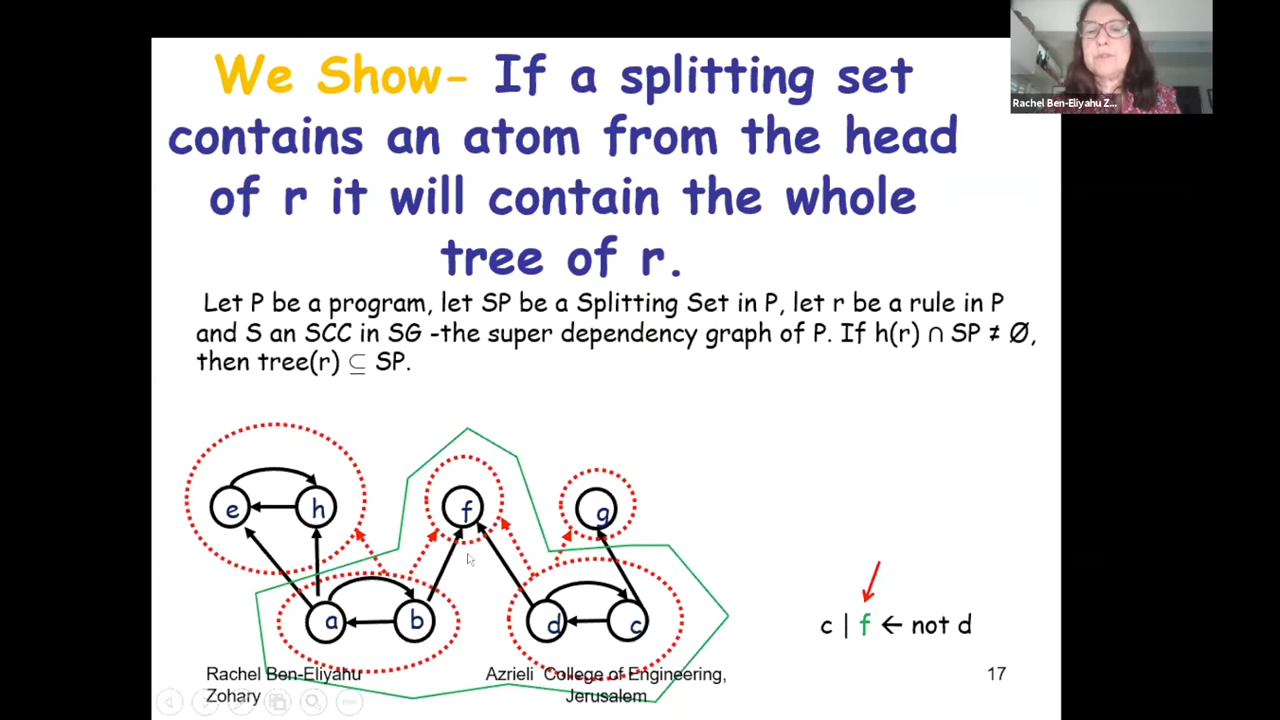 We Show- If a splitting set
contains an atom from the head
of r it will contain the whole
tree of r.
Let P be a program, let SP be a Splitting Set in P, let r be a rule in P
and S an SCC in SG -the super dependency graph of P. If h(r) ∩ SP ≠ Ø,
then tree(r) ⊆ SP.
e
h
f
g
a
b
d
c
c | f ← not d
Rachel Ben-Eliyahu
Zohary
Azrieli College of Engineering,
Jerusalem
17
Rachel Ben-Eliyahu Z...